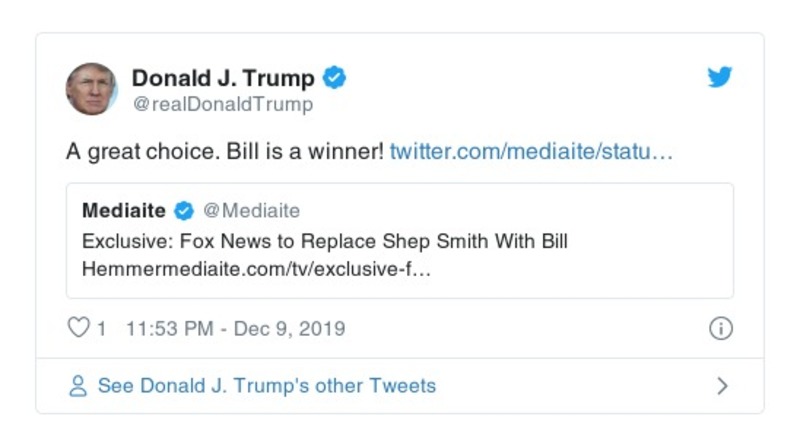 Donald J. Trump
@realDonaldTrump
A great choice. Bill is a winner! twitter.com/mediaite/statu…
Mediaite @Mediaite
Exclusive: Fox News to Replace Shep Smith With Bill
Hemmermediaite.com/tv/exclusive-f…
1 11:53 PM - Dec 9, 2019
See Donald J. Trump's other Tweets